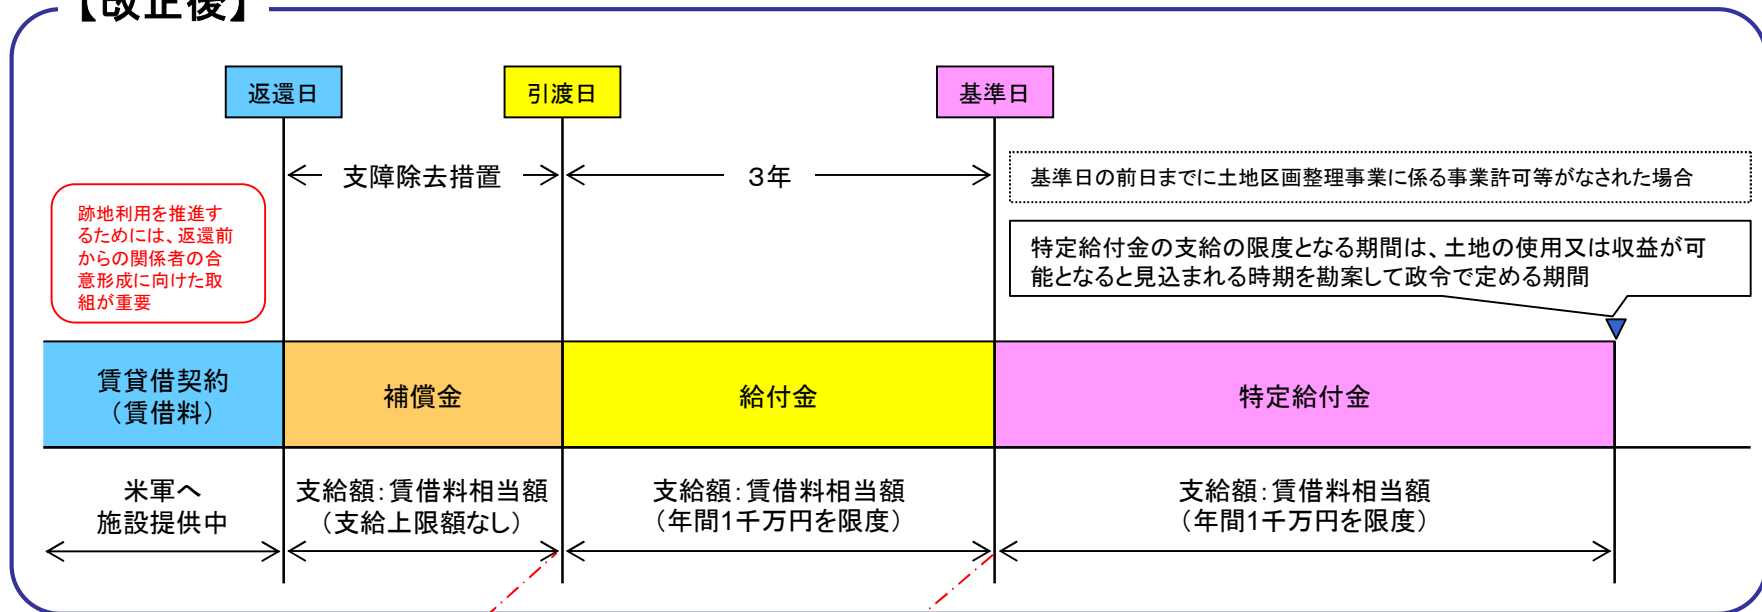 【改正後】
返還日
引渡日
基準日
支障除去措置
3年
基準日の前日までに土地区画整理事業に係る事業許可等がなされた場合
跡地利用を推進す
るためには、返還前
からの関係者の合
意形成に向けた取
組が重要
特定給付金の支給の限度となる期間は、土地の使用又は収益が可
能となると見込まれる時期を勘案して政令で定める期間
賃貸借契約
（賃借料）
補償金
給付金
特定給付金
米軍へ
施設提供中
支給額：賃借料相当額
（支給上限額なし）
支給額：賃借料相当額
（年間1千万円を限度）
支給額：賃借料相当額
（年間1千万円を限度）